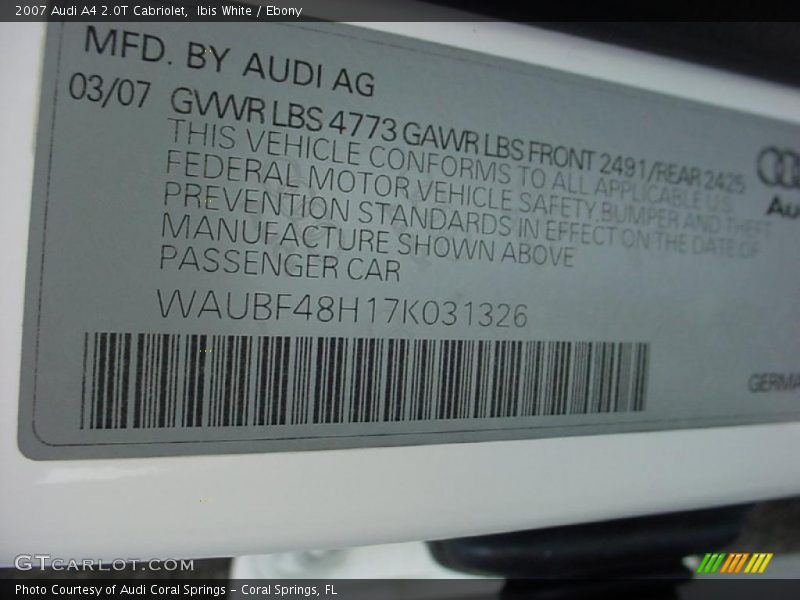 2007 Audi A4 2.0T Cabriolet, Ibis White / Ebony
MFD. BY AUDI AG
03/07 GVWR LBS 4773 GAWR LBS FRONT 2491/REAR 2425
THIS VEHICLE CONFORMS TO ALL APPLICABLE U.S.
FEDERAL MOTOR VEHICLE SAFETY, BUMPER AND THEFT
PREVENTION STANDARDS IN EFFECT ON THE DATE OF
MANUFACTURE SHOWN ABOVE
PASSENGER CAR
WAUBF48H17K031326
GTCARLOT.COM
Photo Courtesy of Audi Coral Springs - Coral Springs, FL